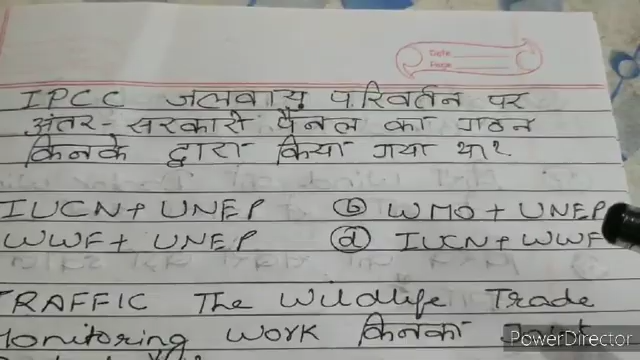 Date
Page
IPCC जलवायु परिवर्तन पर
अंतर-सरकारी पैनल का गठन
किनके द्वारा किया गया था?
IUCN+ UNEP (b) WMO + UNEP
WWF+ UNEP (d) IUCN+ WWF
TRAFFIC The Wildlife Trade
Monitoring work किनका Joint
PowerDirector